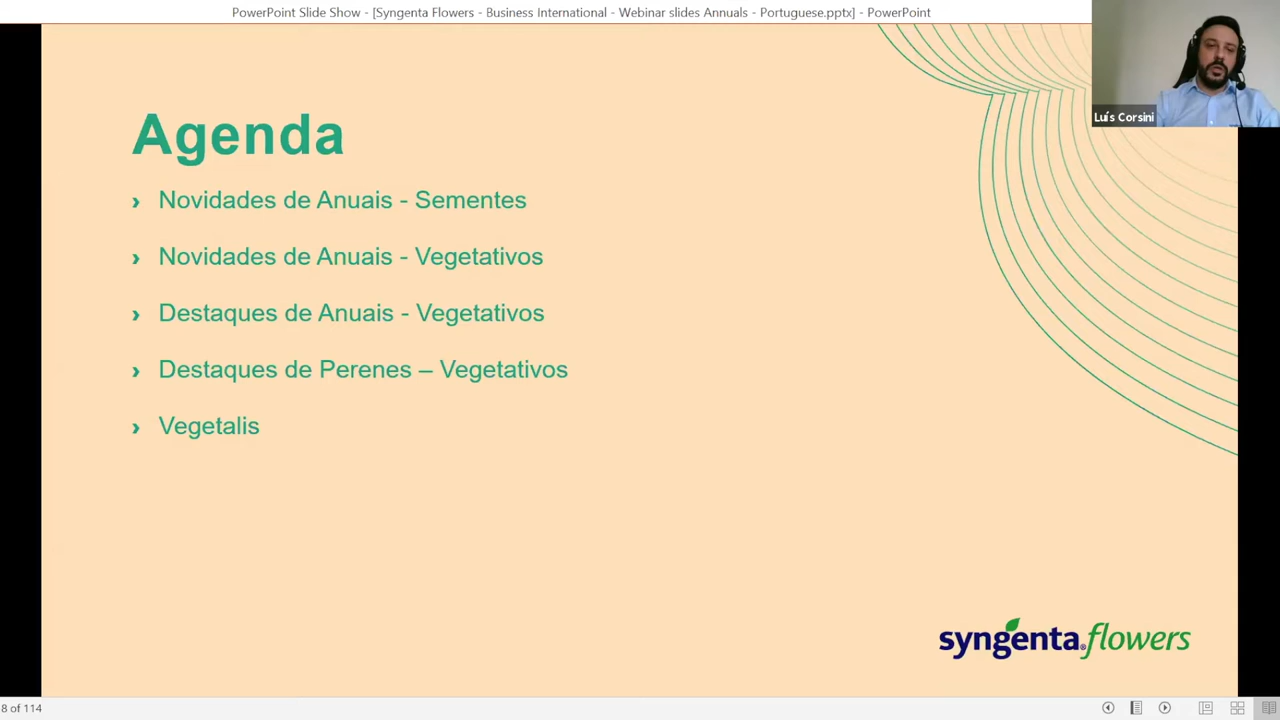 PowerPoint Slide Show - [Syngenta Flowers - Business International - Webinar slides Annuals - Portuguese.pptx] - PowerPoint
Luís Corsini
Agenda
› Novidades de Anuais - Sementes
› Novidades de Anuais - Vegetativos
› Destaques de Anuais - Vegetativos
› Destaques de Perenes – Vegetativos
› Vegetalis
syngenta® flowers
8 of 114